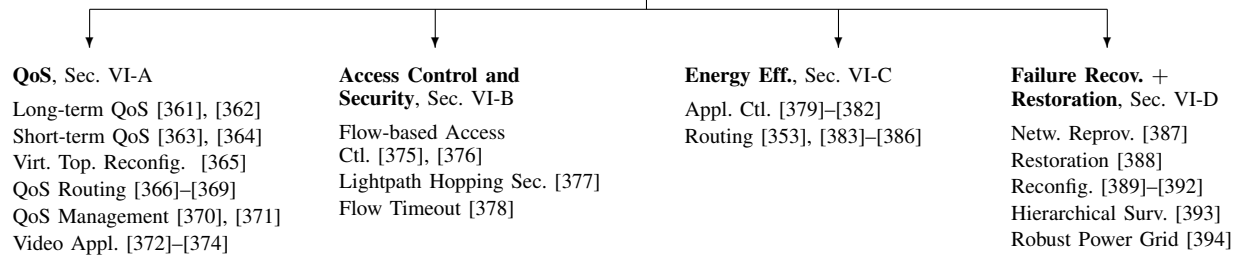 QoS, Sec. VI-A
Long-term QoS [361], [362]
Short-term QoS [363], [364]
Virt. Top. Reconfig. [365]
QoS Routing [366]–[369]
QoS Management [370], [371]
Video Appl. [372]–[374]
Access Control and
Security, Sec. VI-B
Flow-based Access
Ctl. [375], [376]
Lightpath Hopping Sec. [377]
Flow Timeout [378]
Energy Eff., Sec. VI-C
Appl. Ctl. [379]–[382]
Routing [353], [383]–[386]
Failure Recov. +
Restoration, Sec. VI-D
Netw. Reprov. [387]
Restoration [388]
Reconfig. [389]–[392]
Hierarchical Surv. [393]
Robust Power Grid [394]